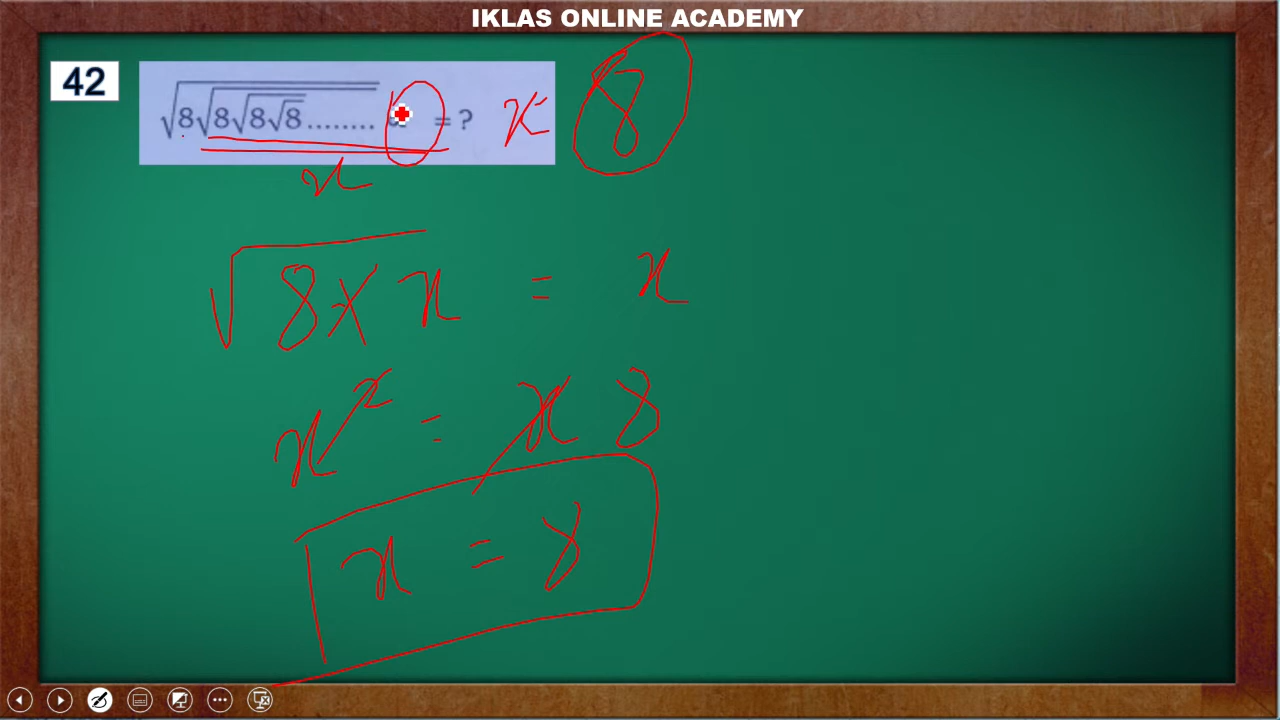 IKLAS ONLINE ACADEMY
42
√8√8√8√8........ = ? x 8
x
√8 × x = x
x² = x 8
x = 8